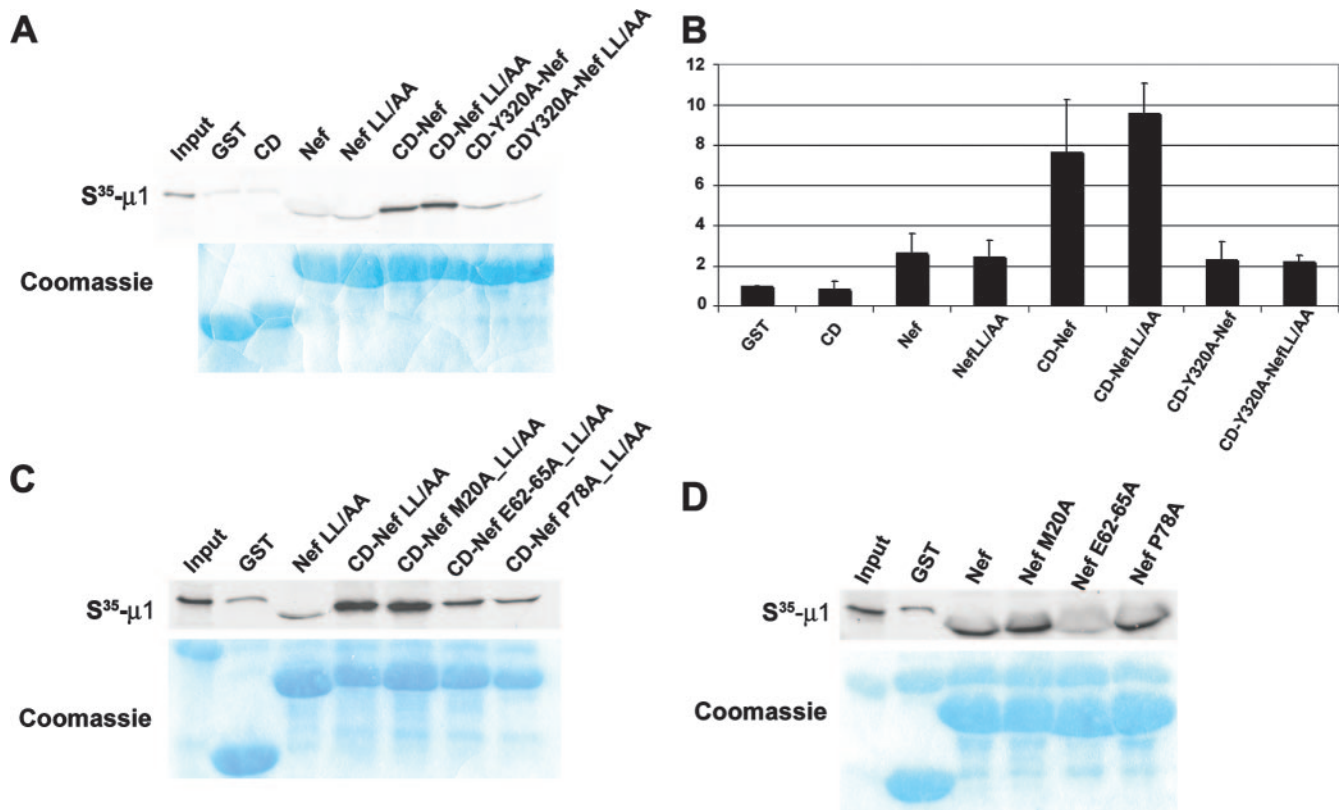 A
Input
GST
CD
Nef
Nef LL/AA
CD-Nef
CD-Nef LL/AA
CD-Y320A-Nef
CDY320A-Nef LL/AA
S³⁵-μ1
Coomassie
B
12
10
8
6
4
2
0
GST
CD
Nef
NefLL/AA
CD-Nef
CD-NefLL/AA
CD-Y320A-Nef
CD-Y320A-NefLL/AA
C
Input
GST
Nef LL/AA
CD-Nef LL/AA
CD-Nef M20A_LL/AA
CD-Nef E62-65A_LL/AA
CD-Nef P78A_LL/AA
S³⁵-μ1
Coomassie
D
Input
GST
Nef
Nef M20A
Nef E62-65A
Nef P78A
S³⁵-μ1
Coomassie